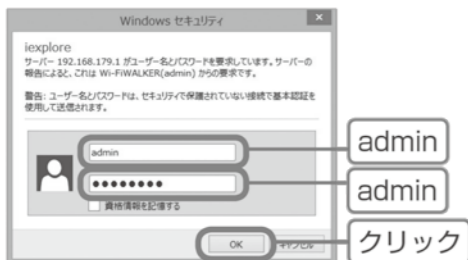 Windows セキュリティ
iexplore
サーバー 192.168.179.1 がユーザー名とパスワードを要求しています。サーバーの
報告によると、これは Wi-FiWALKER(admin) からの要求です。
警告: ユーザー名とパスワードは、セキュリティで保護されていない接続で基本認証を
使用して送信されます。
admin
admin
●●●●●●●●
admin
資格情報を記憶する
OK
キャンセル
クリック